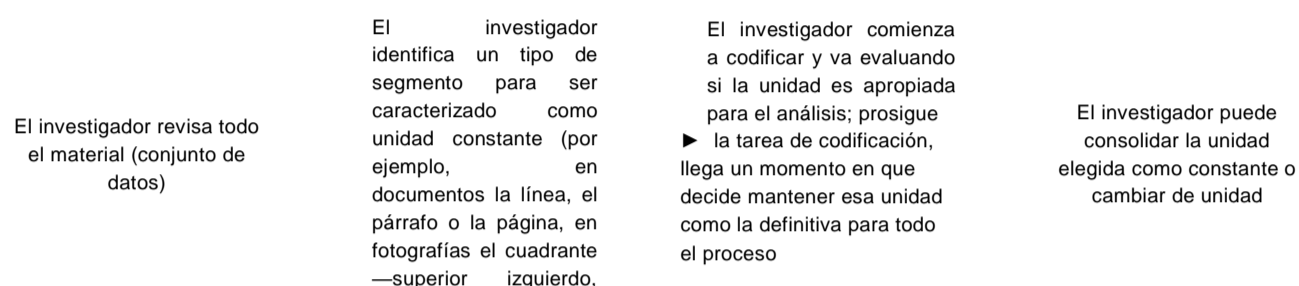 El investigador revisa todo
el material (conjunto de
datos)
El investigador
identifica un tipo de
segmento para ser
caracterizado como
unidad constante (por
ejemplo, en
documentos la línea, el
párrafo o la página, en
fotografías el cuadrante
—superior izquierdo,
El investigador comienza
a codificar y va evaluando
si la unidad es apropiada
para el análisis; prosigue
► la tarea de codificación,
llega un momento en que
decide mantener esa unidad
como la definitiva para todo
el proceso
El investigador puede
consolidar la unidad
elegida como constante o
cambiar de unidad